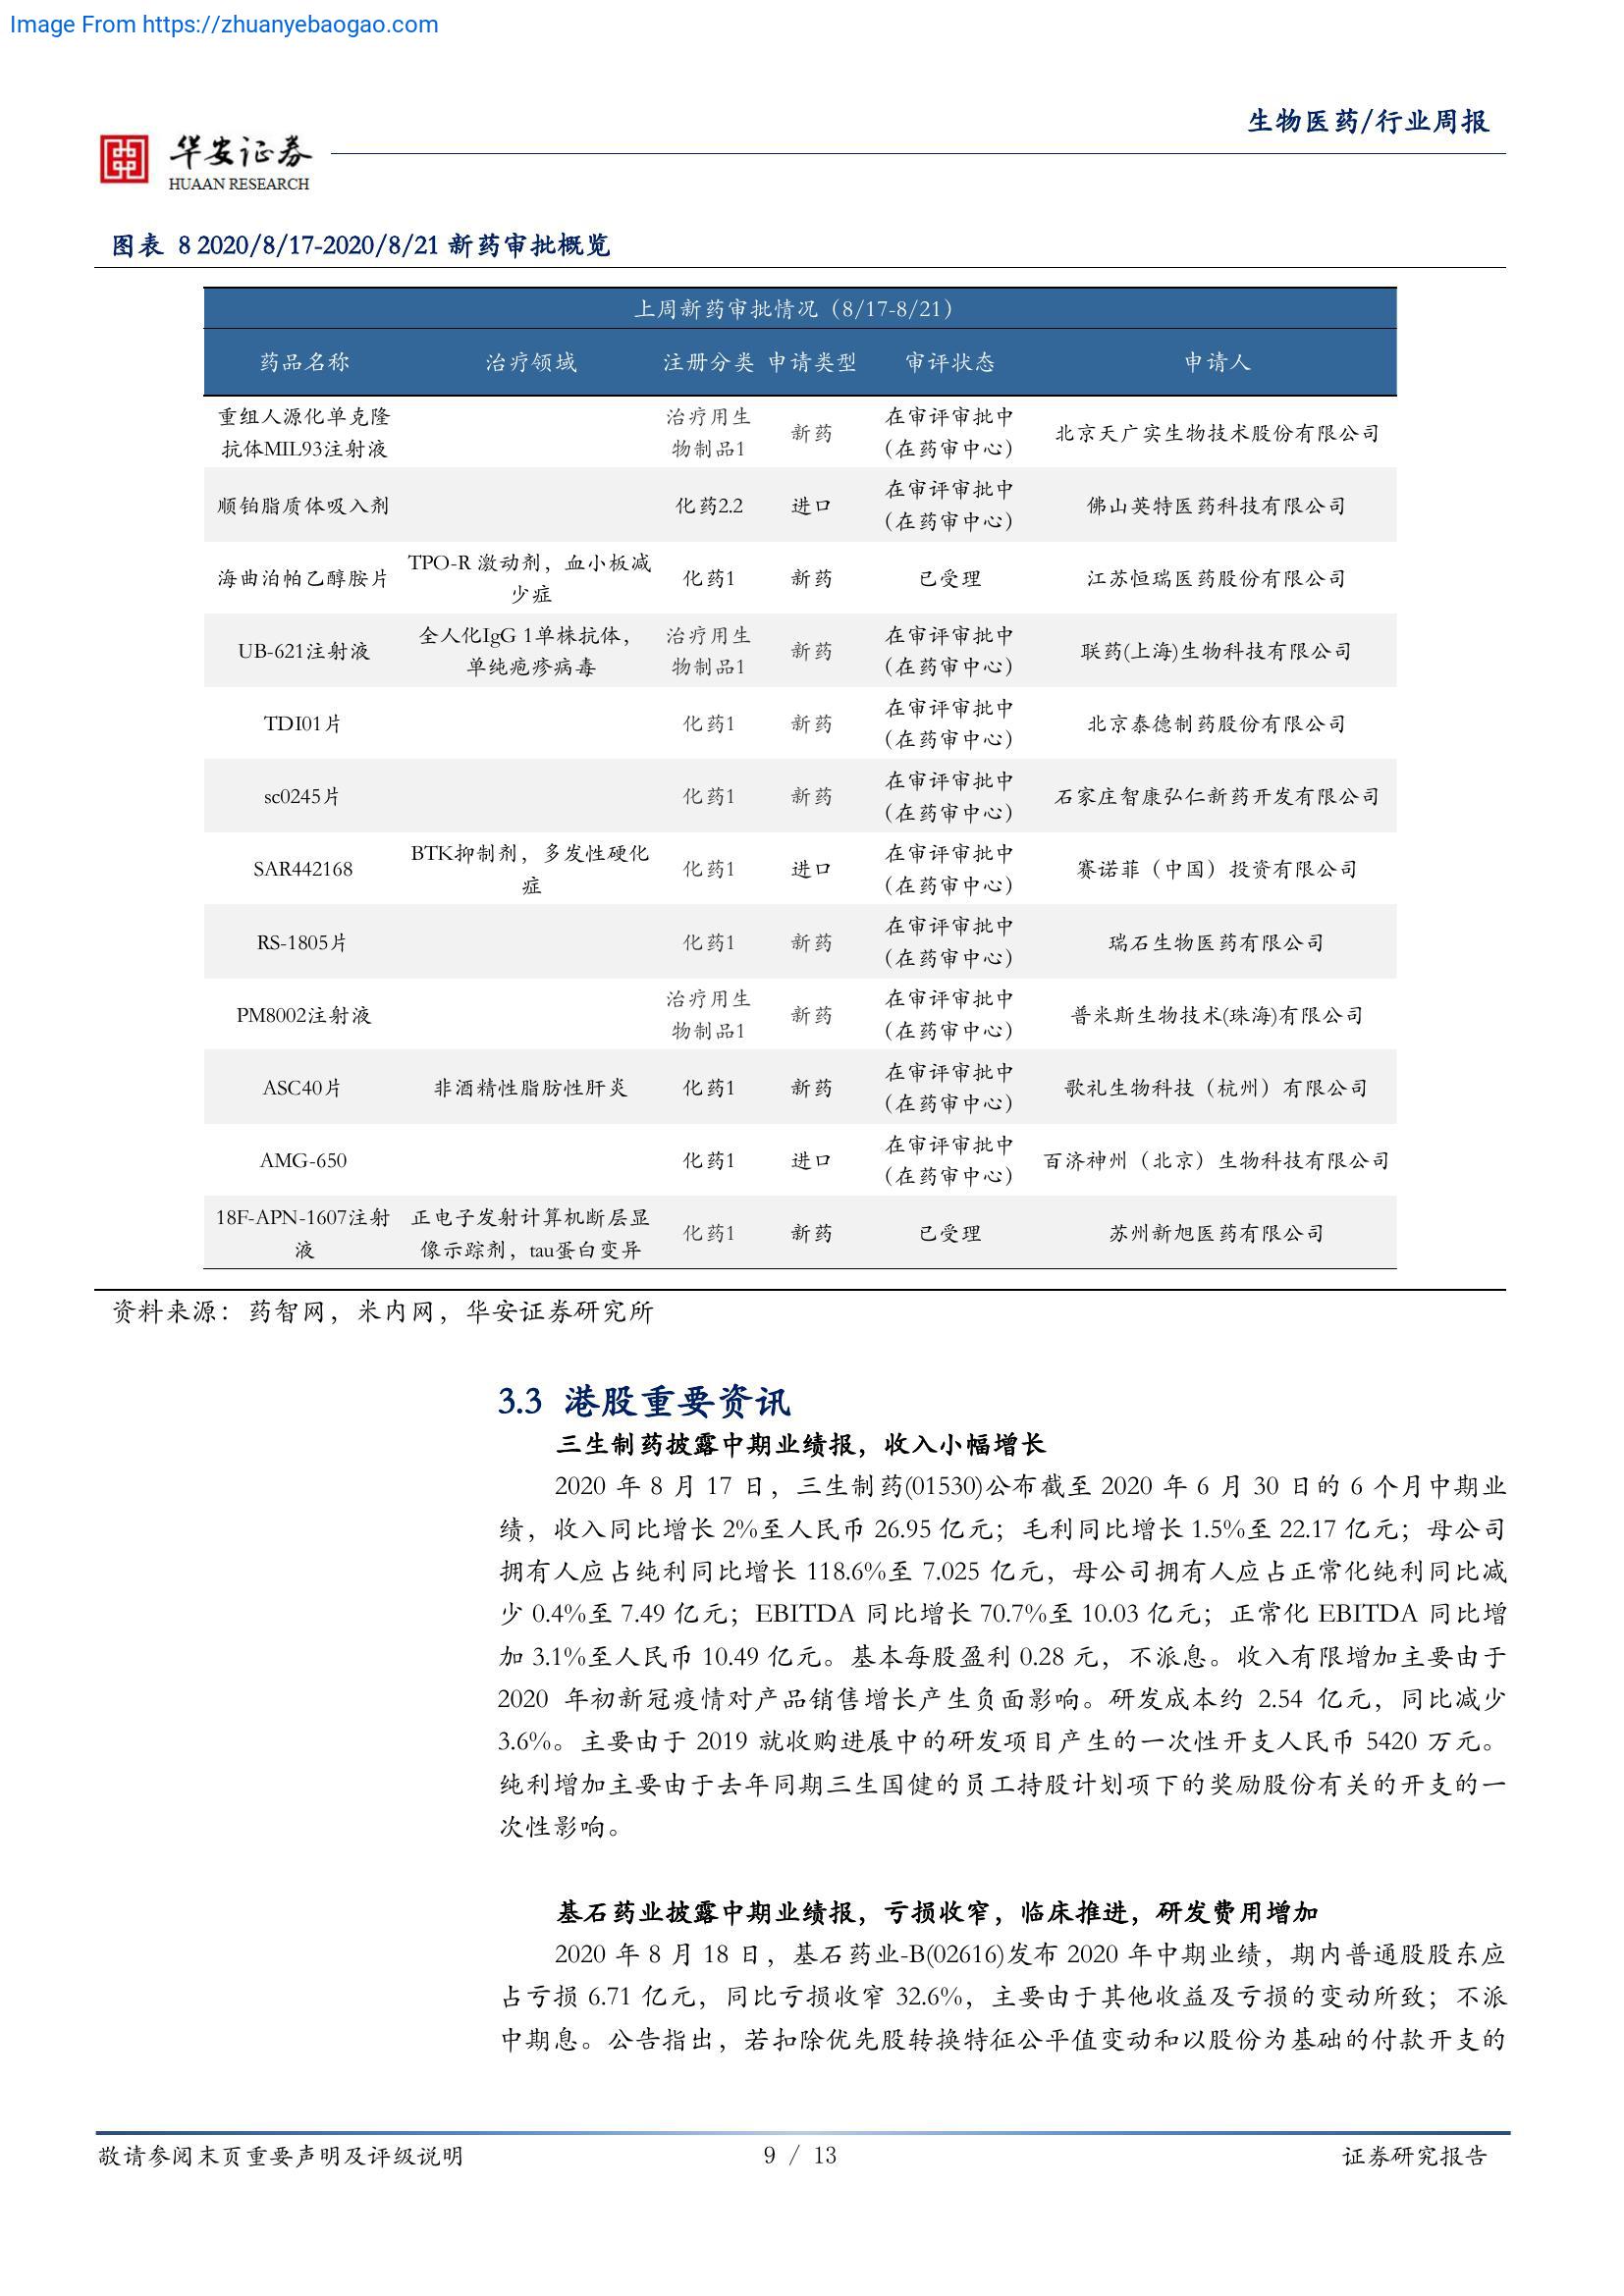 Image From https://zhuanyebaogao.com
生物医药/行业周报
华安证券
HUAAN RESEARCH
图表 8 2020/8/17-2020/8/21 新药审批概览
上周新药审批情况（8/17-8/21）
药品名称 治疗领域 注册分类 申请类型 审评状态 申请人
重组人源化单克隆抗体MIL93注射液 治疗用生物制品1 新药 在审评审批中（在药审中心） 北京天广实生物技术股份有限公司
顺铂脂质体吸入剂 化药2.2 进口 在审评审批中（在药审中心） 佛山英特医药科技有限公司
海曲泊帕乙醇胺片 TPO-R 激动剂，血小板减少症 化药1 新药 已受理 江苏恒瑞医药股份有限公司
UB-621注射液 全人化IgG 1单株抗体，单纯疱疹病毒 治疗用生物制品1 新药 在审评审批中（在药审中心） 联药(上海)生物科技有限公司
TDI01片 化药1 新药 在审评审批中（在药审中心） 北京泰德制药股份有限公司
sc0245片 化药1 新药 在审评审批中（在药审中心） 石家庄智康弘仁新药开发有限公司
SAR442168 BTK抑制剂，多发性硬化症 化药1 进口 在审评审批中（在药审中心） 赛诺菲（中国）投资有限公司
RS-1805片 化药1 新药 在审评审批中（在药审中心） 瑞石生物医药有限公司
PM8002注射液 治疗用生物制品1 新药 在审评审批中（在药审中心） 普米斯生物技术(珠海)有限公司
ASC40片 非酒精性脂肪性肝炎 化药1 新药 在审评审批中（在药审中心） 歌礼生物科技（杭州）有限公司
AMG-650 化药1 进口 在审评审批中（在药审中心） 百济神州（北京）生物科技有限公司
18F-APN-1607注射液 正电子发射计算机断层显像示踪剂，tau蛋白变异 化药1 新药 已受理 苏州新旭医药有限公司
资料来源：药智网，米内网，华安证券研究所
3.3 港股重要资讯
三生制药披露中期业绩报，收入小幅增长
2020 年 8 月 17 日，三生制药(01530)公布截至 2020 年 6 月 30 日的 6 个月中期业
绩，收入同比增长 2%至人民币 26.95 亿元；毛利同比增长 1.5%至 22.17 亿元；母公司
拥有人应占纯利同比增长 118.6%至 7.025 亿元，母公司拥有人应占正常化纯利同比减
少 0.4%至 7.49 亿元；EBITDA 同比增长 70.7%至 10.03 亿元；正常化 EBITDA 同比增
加 3.1%至人民币 10.49 亿元。基本每股盈利 0.28 元，不派息。收入有限增加主要由于
2020 年初新冠疫情对产品销售增长产生负面影响。研发成本约 2.54 亿元，同比减少
3.6%。主要由于 2019 就收购进展中的研发项目产生的一次性开支人民币 5420 万元。
纯利增加主要由于去年同期三生国健的员工持股计划项下的奖励股份有关的开支的一
次性影响。
基石药业披露中期业绩报，亏损收窄，临床推进，研发费用增加
2020 年 8 月 18 日，基石药业-B(02616)发布 2020 年中期业绩，期内普通股股东应
占亏损 6.71 亿元，同比亏损收窄 32.6%，主要由于其他收益及亏损的变动所致；不派
中期息。公告指出，若扣除优先股转换特征公平值变动和以股份为基础的付款开支的
敬请参阅末页重要声明及评级说明 9 / 13 证券研究报告